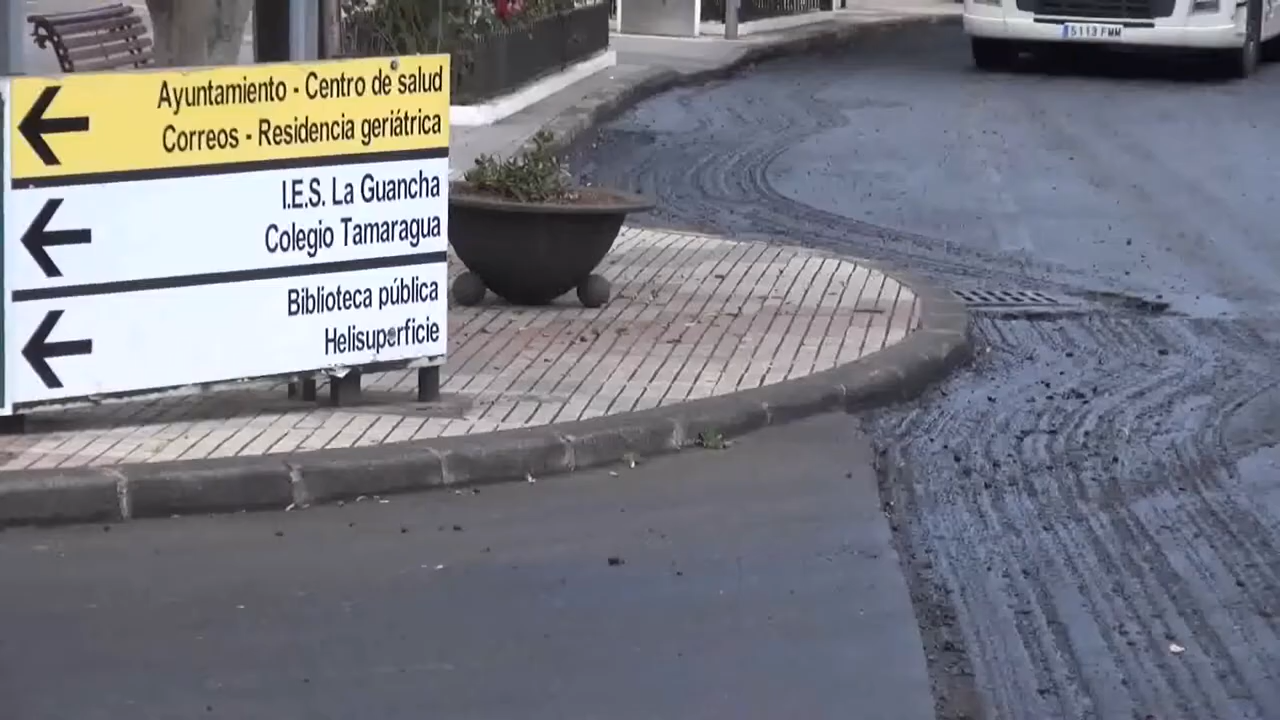 Ayuntamiento - Centro de salud
Correos - Residencia geriátrica
I.E.S. La Guancha
Colegio Tamaragua
Biblioteca pública
Helisuperficie
5113 FMM